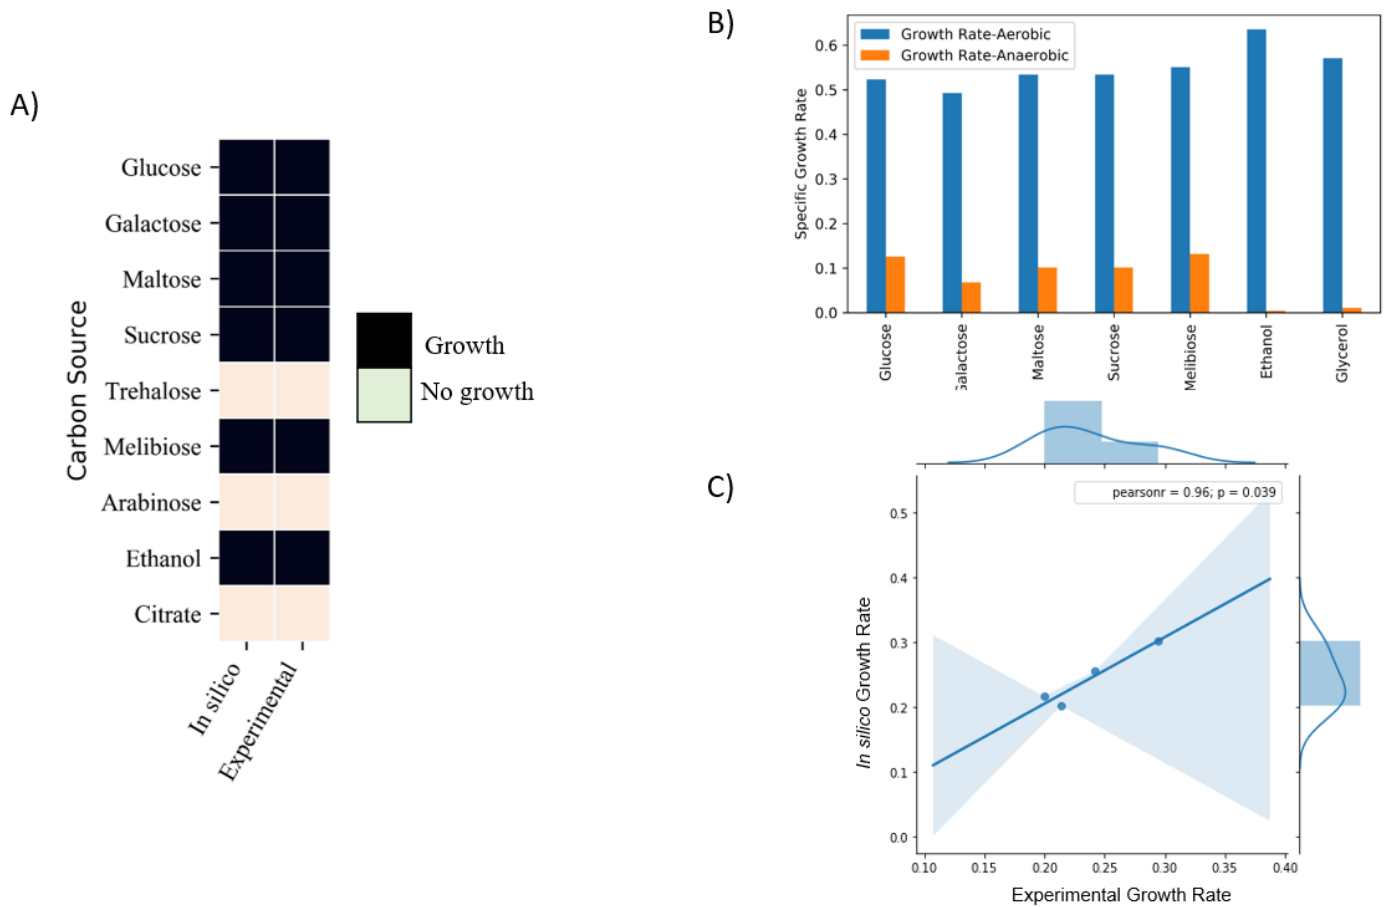 A)
Carbon Source
Glucose
Galactose
Maltose
Sucrose
Trehalose
Melibiose
Arabinose
Ethanol
Citrate
In silico
Experimental
Growth
No growth
B)
Growth Rate-Aerobic
Growth Rate-Anaerobic
Specific Growth Rate
0.6
0.5
0.4
0.3
0.2
0.1
0.0
Glucose
Galactose
Maltose
Sucrose
Melibiose
Ethanol
Glycerol
C)
pearsonr = 0.96; p = 0.039
In silico Growth Rate
0.5
0.4
0.3
0.2
0.1
0.0
0.10 0.15 0.20 0.25 0.30 0.35 0.40
Experimental Growth Rate